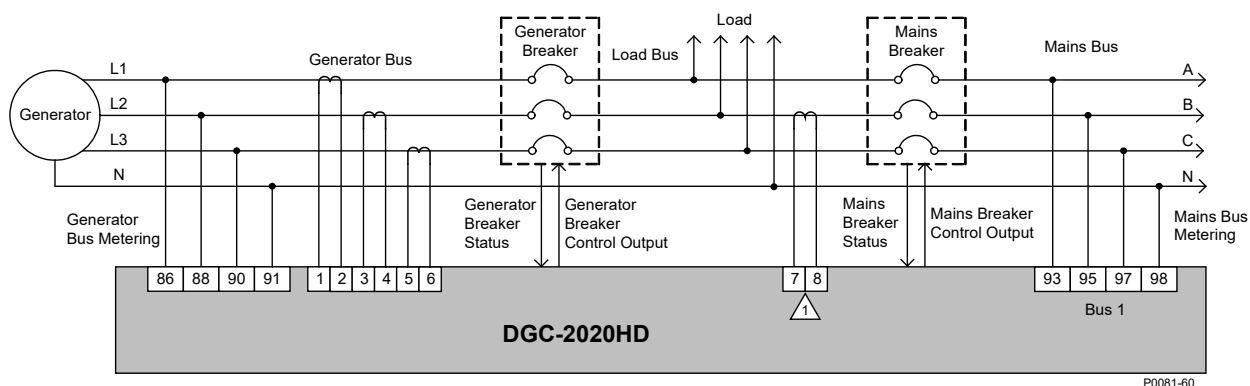 Load
Generator
Breaker
Mains
Breaker
Generator Bus
Load Bus
Mains Bus
L1
A
Generator
L2
B
L3
C
N
N
Generator
Bus Metering
Generator
Breaker
Status
Generator
Breaker
Control Output
Mains
Breaker
Status
Mains Breaker
Control Output
Mains Bus
Metering
86 88 90 91 1 2 3 4 5 6 7 8 93 95 97 98
1
Bus 1
DGC-2020HD
P0081-60